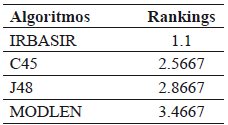 Algoritmos Rankings
IRBASIR 1.1
C45 2.5667
J48 2.8667
MODLEN 3.4667